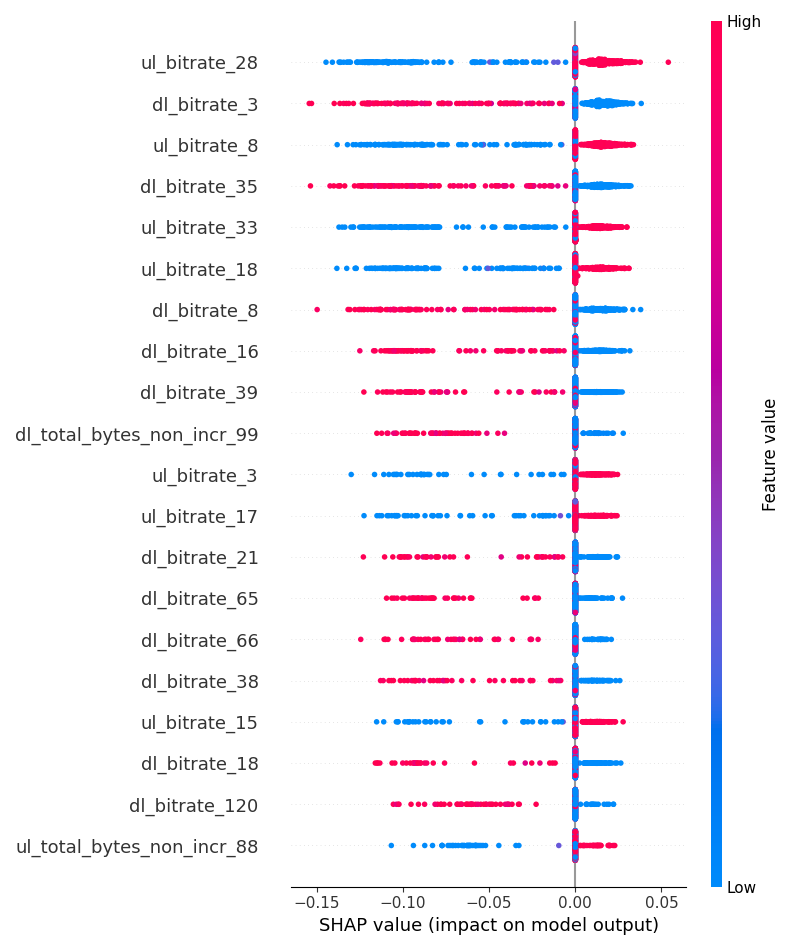 High
ul_bitrate_28
dl_bitrate_3
ul_bitrate_8
dl_bitrate_35
ul_bitrate_33
ul_bitrate_18
dl_bitrate_8
dl_bitrate_16
dl_bitrate_39
dl_total_bytes_non_incr_99
ul_bitrate_3
ul_bitrate_17
dl_bitrate_21
dl_bitrate_65
dl_bitrate_66
dl_bitrate_38
ul_bitrate_15
dl_bitrate_18
dl_bitrate_120
ul_total_bytes_non_incr_88
Feature value
Low
−0.15 −0.10 −0.05 0.00 0.05
SHAP value (impact on model output)